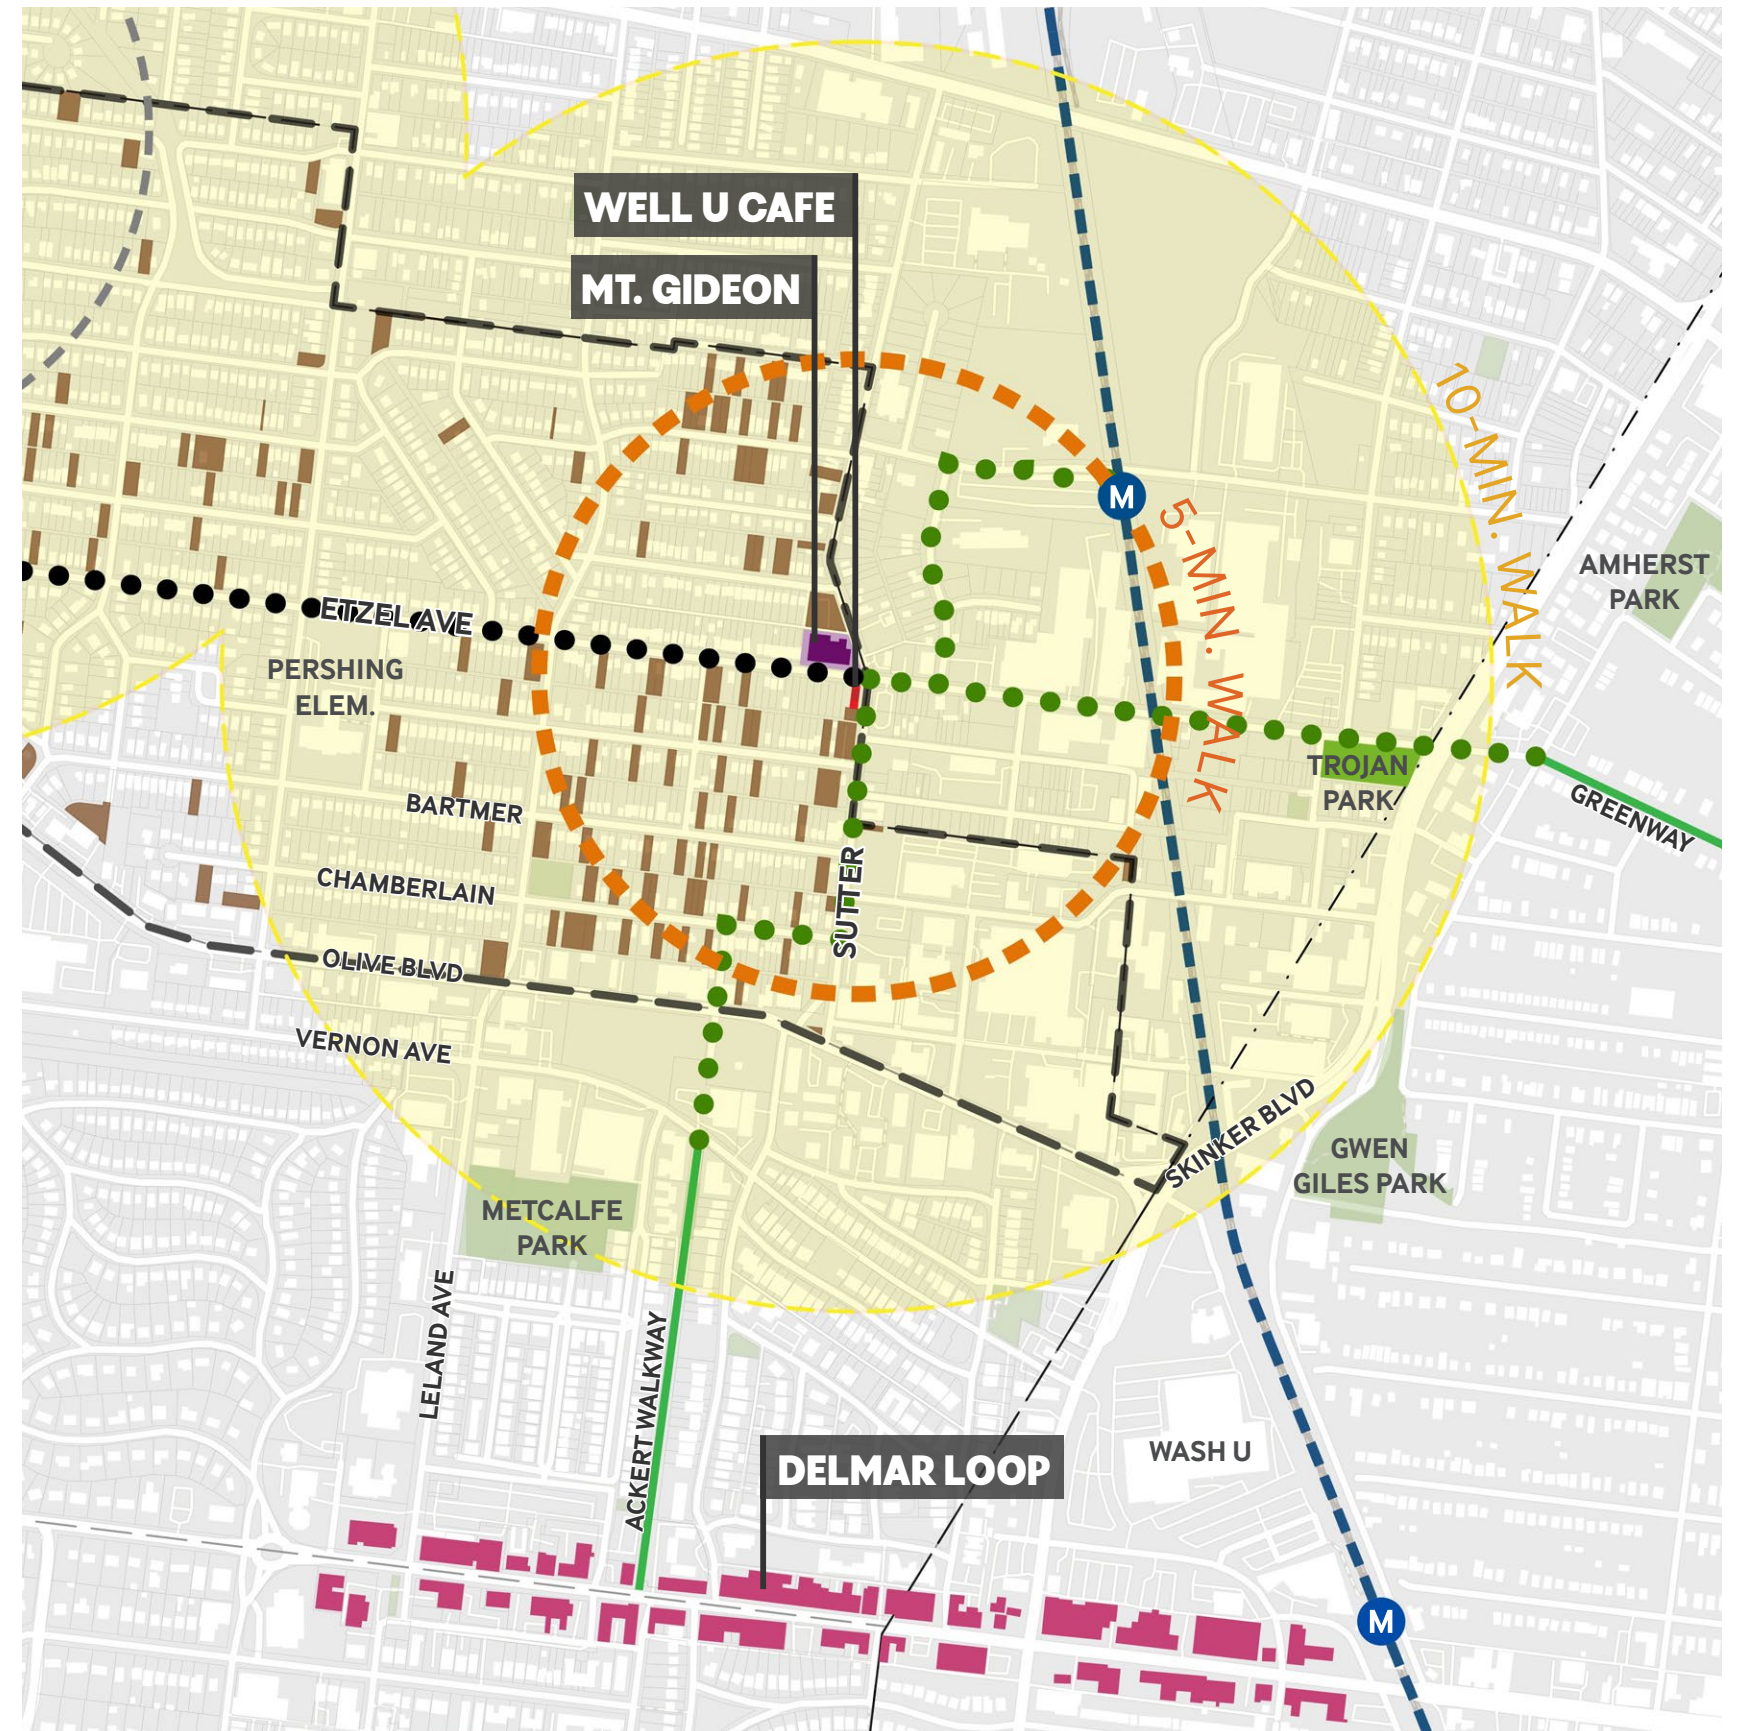 WELL U CAFE
MT. GIDEON
M
10-MIN. WALK
5-MIN. WALK
AMHERST
PARK
ETZEL AVE
PERSHING
ELEM.
TROJAN
PARK
GREENWAY
BARTMER
CHAMBERLAIN
SUTTER
OLIVE BLVD
VERNON AVE
SKINKER BLVD
GWEN
GILES PARK
METCALFE
PARK
LELAND AVE
ACKERT WALKWAY
WASH U
DELMAR LOOP
M